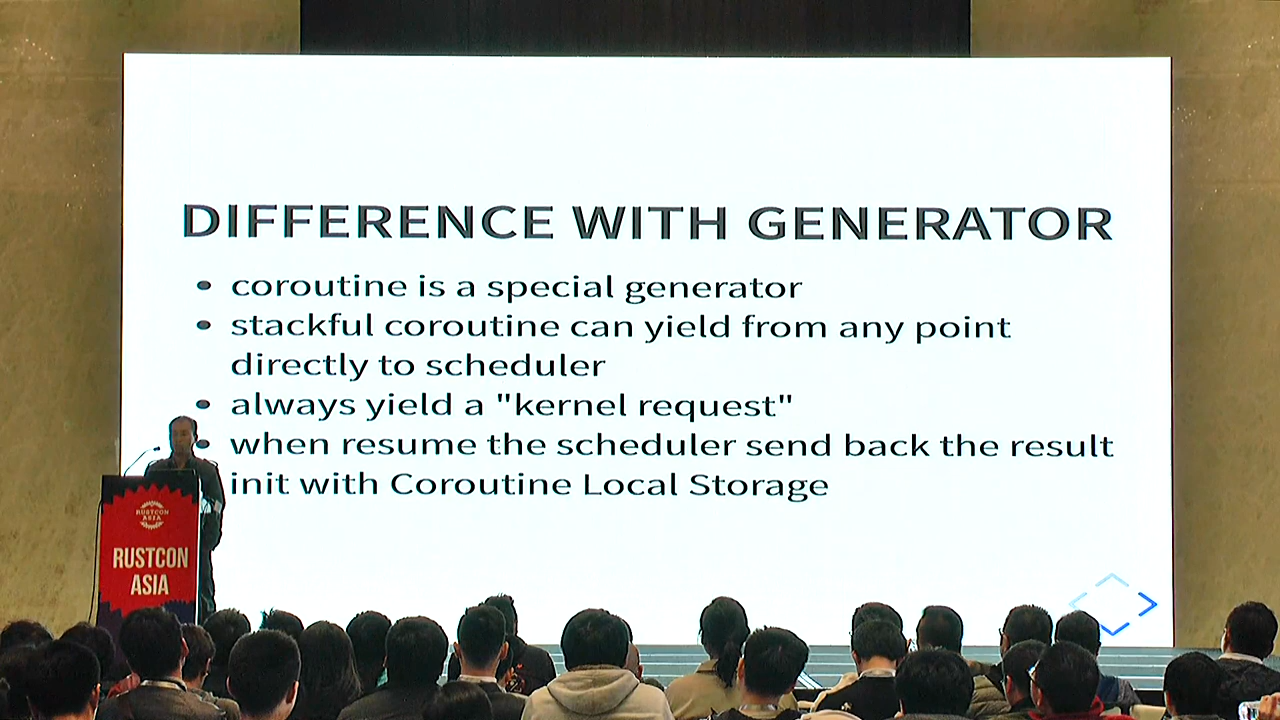 DIFFERENCE WITH GENERATOR
• coroutine is a special generator
• stackful coroutine can yield from any point
directly to scheduler
• always yield a "kernel request"
• when resume the scheduler send back the result
init with Coroutine Local Storage
RUSTCON
ASIA
RUSTCON
ASIA